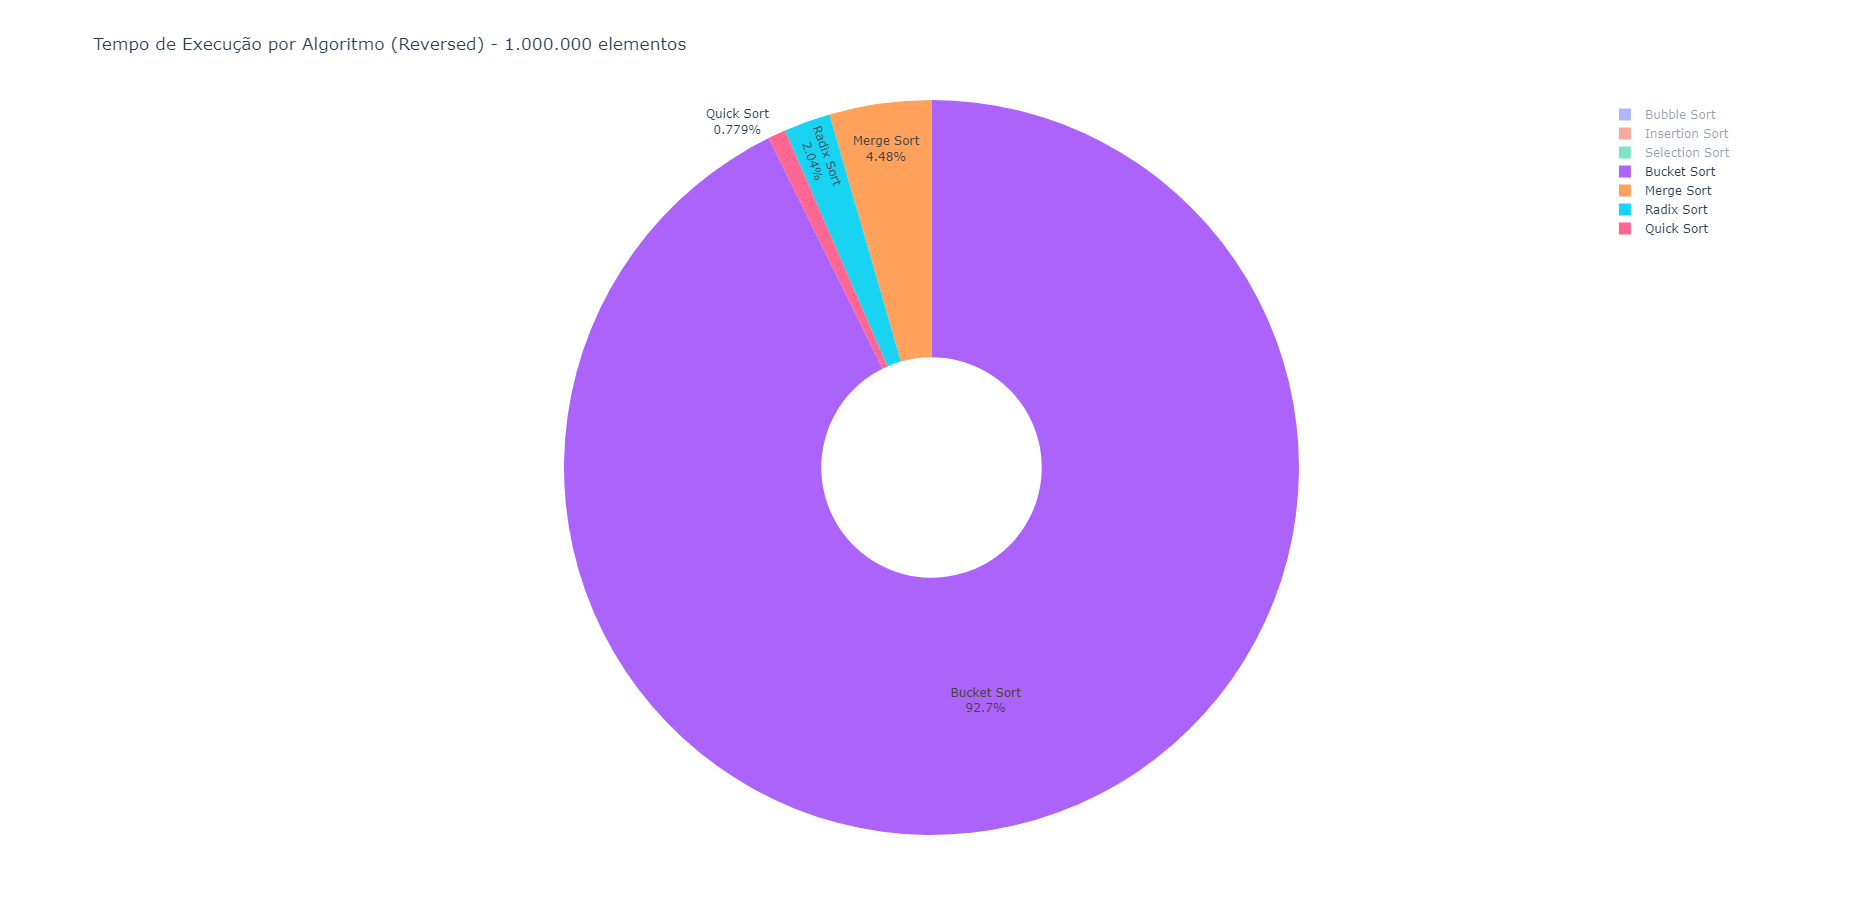 Tempo de Execução por Algoritmo (Reversed) - 1.000.000 elementos
Quick Sort
0.779%
Radix Sort
2.04%
Merge Sort
4.48%
Bucket Sort
92.7%
Bubble Sort
Insertion Sort
Selection Sort
Bucket Sort
Merge Sort
Radix Sort
Quick Sort